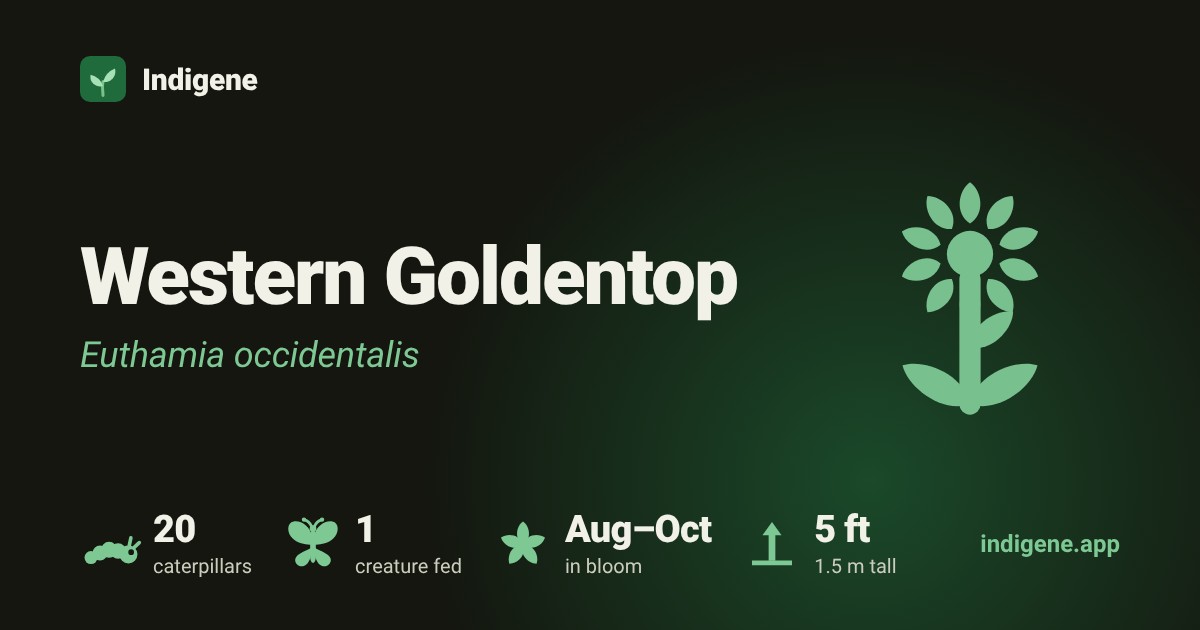 Indigene
Western Goldentop
Euthamia occidentalis
20
caterpillars
1
creature fed
Aug–Oct
in bloom
5 ft
1.5 m tall
indigene.app